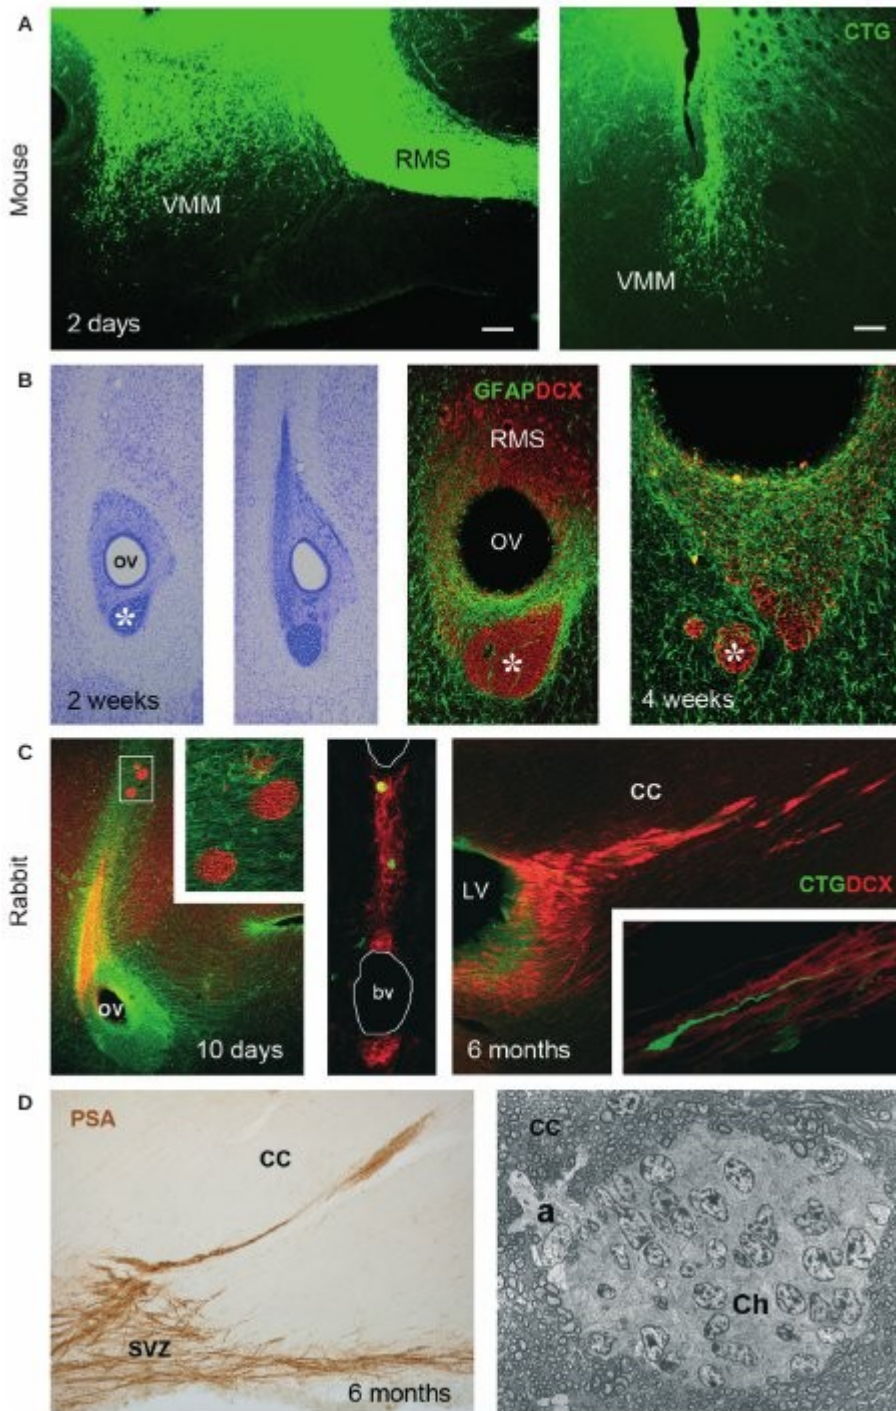 A
Mouse
CTG
RMS
VMM
VMM
2 days
B
GFAPDCX
RMS
OV
OV
*
*
*
2 weeks
4 weeks
C
Rabbit
CC
LV
CTGDCX
bv
OV
10 days
6 months
D
PSA
CC
CC
a
Ch
SVZ
6 months